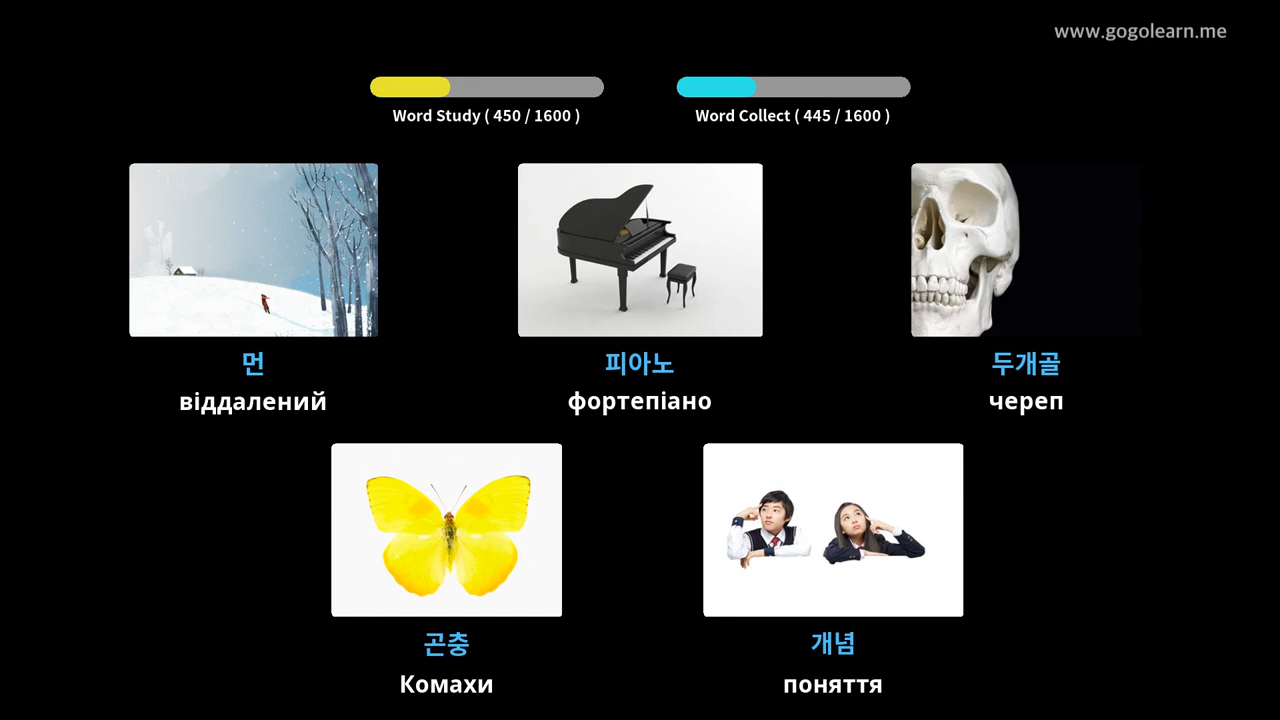 www.gogolearn.me
Word Study ( 450 / 1600 )
Word Collect ( 445 / 1600 )
먼
віддалений
피아노
фортепіано
두개골
череп
곤충
Комахи
개념
поняття